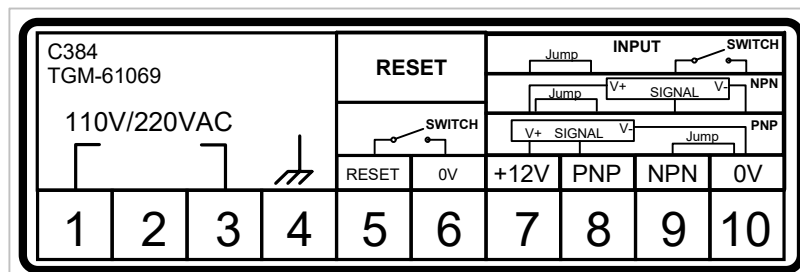 C384
TGM-61069
110V/220VAC
RESET
SWITCH
RESET 0V
INPUT
Jump SWITCH
V+ SIGNAL V- NPN
Jump
V+ SIGNAL V- PNP
Jump
+12V PNP NPN 0V
1 2 3 4 5 6 7 8 9 10